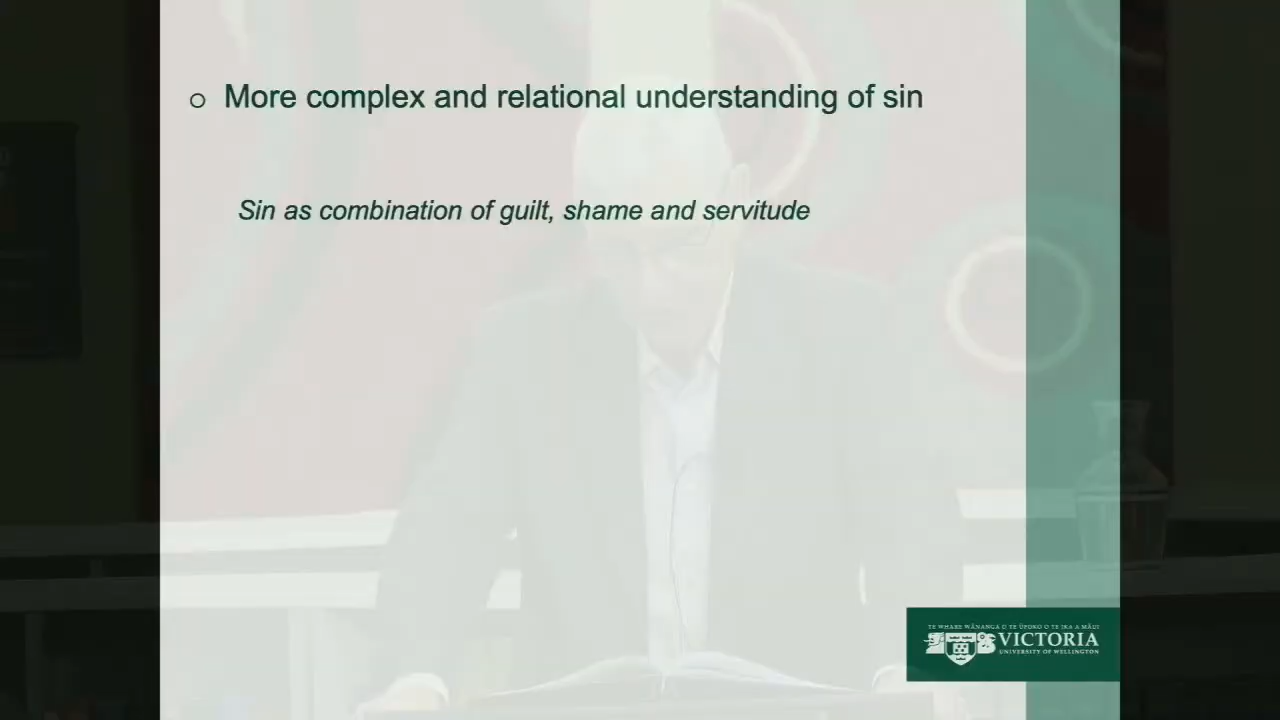 More complex and relational understanding of sin
Sin as combination of guilt, shame and servitude
TE WHARE WĀNANGA O TE ŪPOKO O TE IKA A MĀUI
VICTORIA
UNIVERSITY OF WELLINGTON